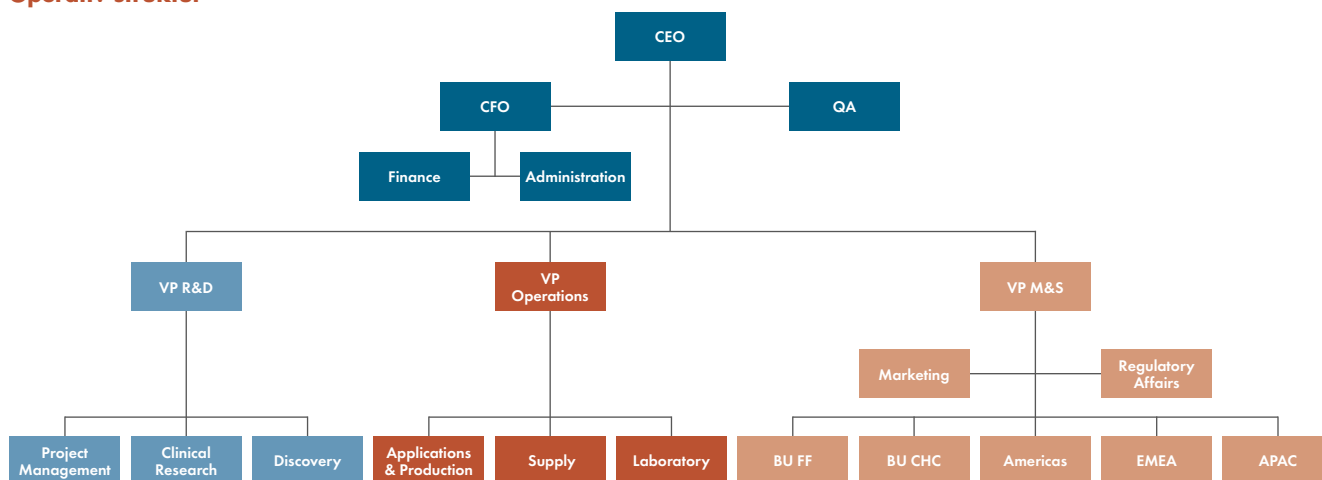 CEO
CFO
QA
Finance
Administration
VP R&D
VP
Operations
VP M&S
Marketing
Regulatory
Affairs
Project
Management
Clinical
Research
Discovery
Applications
& Production
Supply
Laboratory
BU FF
BU CHC
Americas
EMEA
APAC